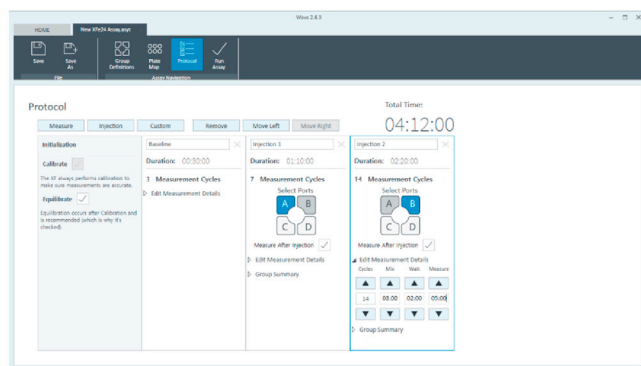 Wave 2.6.3
HOME
New XFe24 Assay.asyt
Save
Save As
Group Definitions
Plate Map
Protocol
Run Assay
File
Assay Navigation
Protocol
Total Time:
04:12:00
Measure
Injection
Custom
Remove
Move Left
Move Right
Initialization
Calibrate
The XF always performs calibration to
make sure measurements are accurate.
Equilibrate
Equilibration occurs after Calibration and
is recommended (which is why it's
checked).
Baseline
Duration: 00:30:00
3 Measurement Cycles
Edit Measurement Details
Injection 1
Duration: 01:10:00
7 Measurement Cycles
Select Ports
A B
C D
Measure After Injection
Edit Measurement Details
Group Summary
Injection 2
Duration: 02:20:00
14 Measurement Cycles
Select Ports
A B
C D
Measure After Injection
Edit Measurement Details
Cycles Mix Wait Measure
14 03:00 02:00 05:00
Group Summary